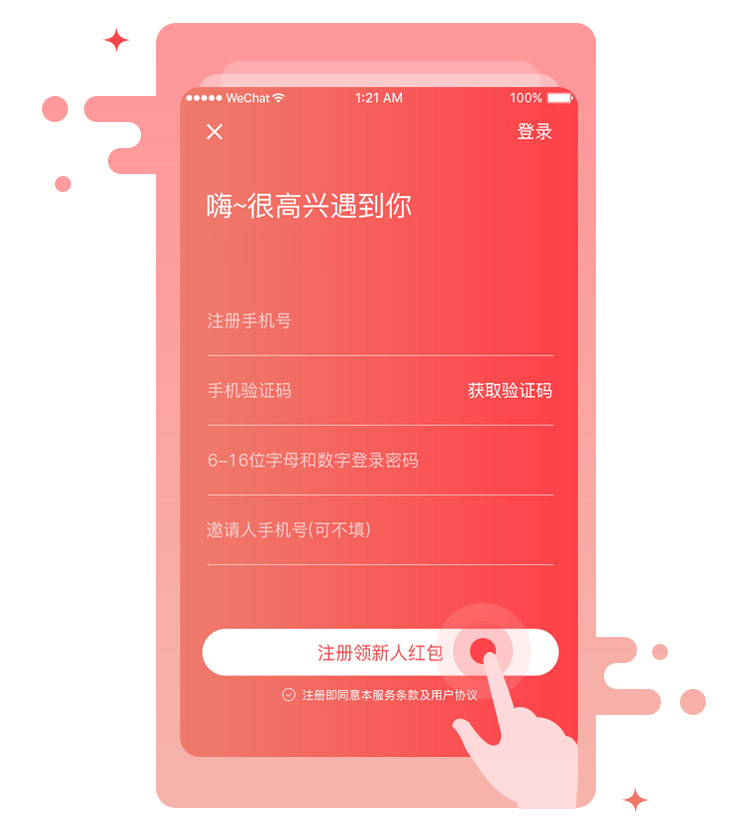 WeChat 1:21 AM 100%
登录
嗨~很高兴遇到你
注册手机号
手机验证码 获取验证码
6-16位字母和数字登录密码
邀请人手机号(可不填)
注册领新人红包
注册即同意本服务条款及用户协议